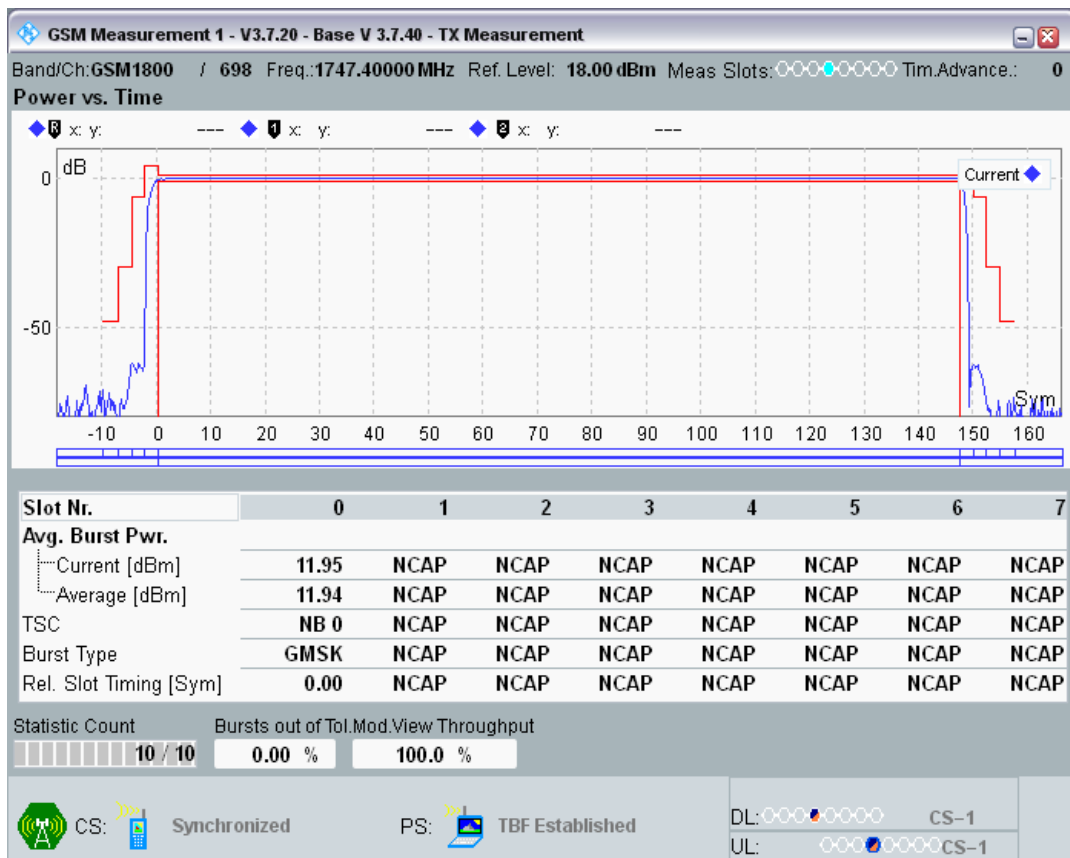 GSM Measurement 1 - V3.7.20 - Base V 3.7.40 - TX Measurement
Band/Ch:GSM1800 / 698 Freq.:1747.40000 MHz Ref. Level: 18.00 dBm Meas Slots: Tim.Advance.: 0
Power vs. Time
R x: y: --- 1 x: y: --- 2 x: y: ---
dB
0
Current
-50
Sym
-10 0 10 20 30 40 50 60 70 80 90 100 110 120 130 140 150 160
Slot Nr. 0 1 2 3 4 5 6 7
Avg. Burst Pwr.
Current [dBm] 11.95 NCAP NCAP NCAP NCAP NCAP NCAP NCAP
Average [dBm] 11.94 NCAP NCAP NCAP NCAP NCAP NCAP NCAP
TSC NB 0 NCAP NCAP NCAP NCAP NCAP NCAP NCAP
Burst Type GMSK NCAP NCAP NCAP NCAP NCAP NCAP NCAP
Rel. Slot Timing [Sym] 0.00 NCAP NCAP NCAP NCAP NCAP NCAP NCAP
Statistic Count Bursts out of Tol.Mod.View Throughput
10 / 10 0.00 % 100.0 %
CS: Synchronized PS: TBF Established
DL: CS-1
UL: CS-1